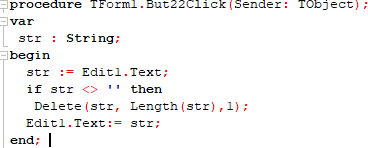 procedure TForm1.But22Click(Sender: TObject);
var
str : String;
begin
str := Edit1.Text;
if str <> '' then
Delete(str, Length(str),1);
Edit1.Text:= str;
end;